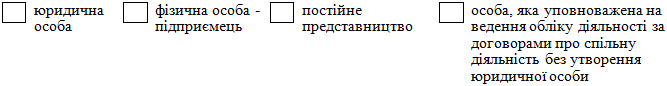 юридична особа
фізична особа - підприємець
постійне представництво
особа, яка уповноважена на ведення обліку діяльності за договорами про спільну діяльність без утворення юридичної особи